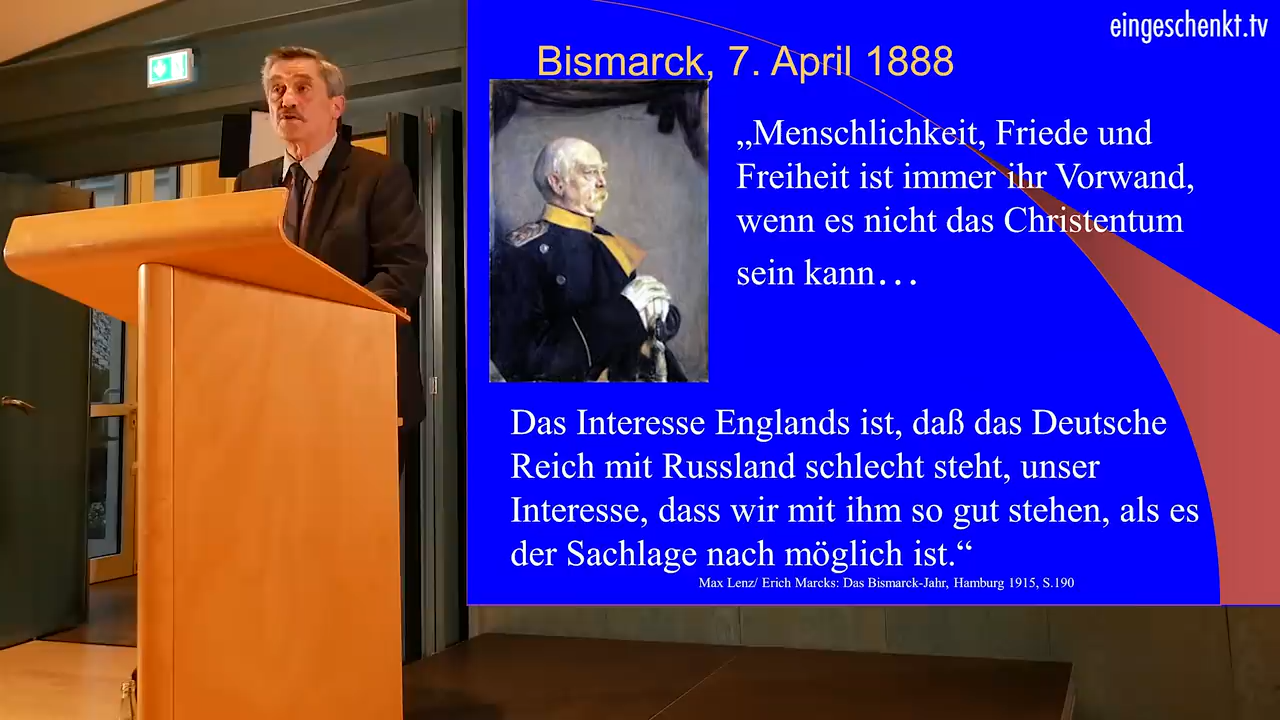 eingeschenkt.tv
Bismarck, 7. April 1888
„Menschlichkeit, Friede und
Freiheit ist immer ihr Vorwand,
wenn es nicht das Christentum
sein kann…
Das Interesse Englands ist, daß das Deutsche
Reich mit Russland schlecht steht, unser
Interesse, dass wir mit ihm so gut stehen, als es
der Sachlage nach möglich ist.“
Max Lenz/ Erich Marcks: Das Bismarck-Jahr, Hamburg 1915, S.190